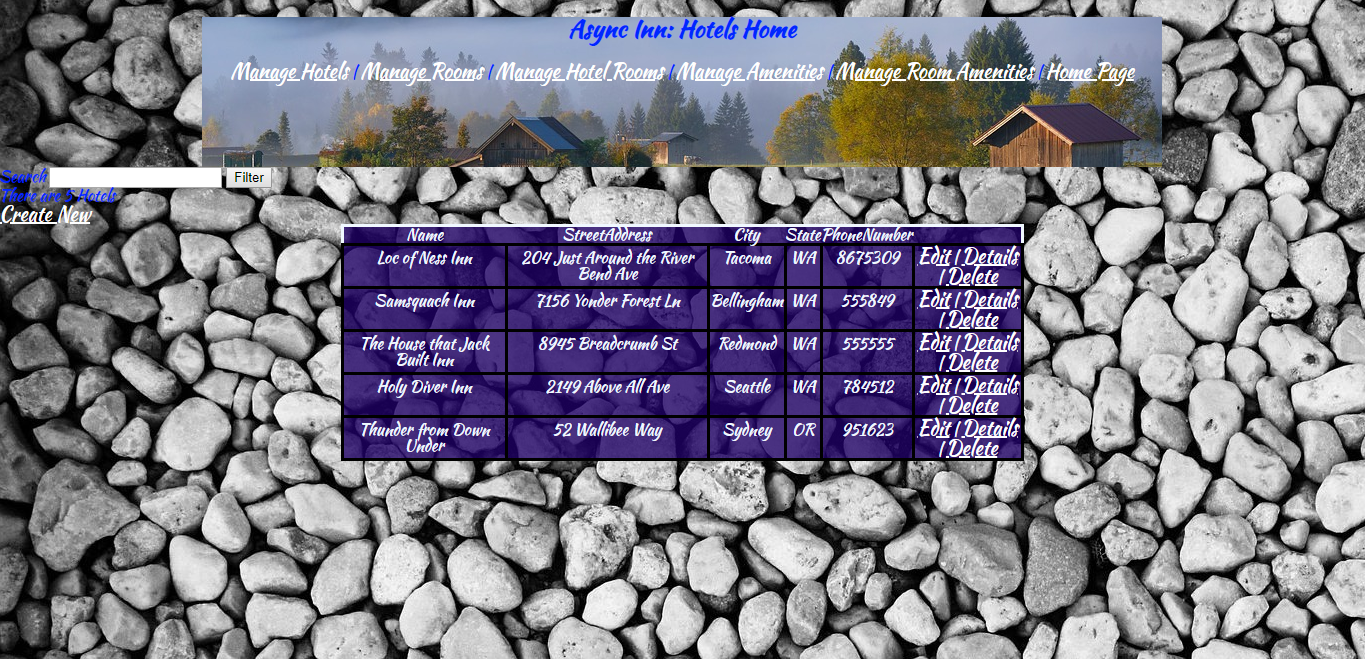 Async Inn: Hotels Home
Manage Hotels / Manage Rooms / Manage Hotel Rooms / Manage Amenities / Manage Room Amenities / Home Page
Search Filter
There are 5 Hotels
Create New
Name StreetAddress City State PhoneNumber
Loc of Ness Inn 204 Just Around the River Tacoma WA 8675309 Edit | Details
Bend Ave | Delete
Samsquach Inn 7156 Yonder Forest Ln Bellingham WA 555849 Edit | Details
| Delete
The House that Jack 8945 Breadcrumb St Redmond WA 555555 Edit | Details
Built Inn | Delete
Holy Diver Inn 2149 Above All Ave Seattle WA 784512 Edit | Details
| Delete
Thunder from Down 52 Wallibee Way Sydney OR 951623 Edit | Details
Under | Delete